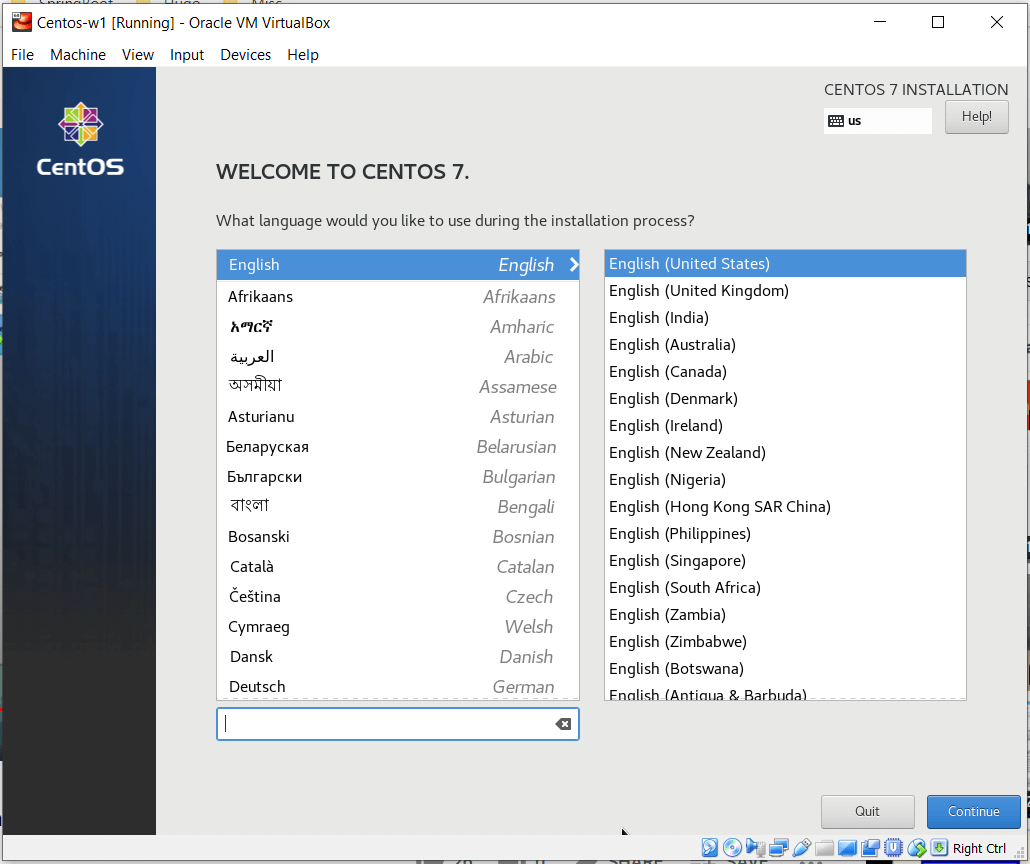 Centos-w1 [Running] - Oracle VM VirtualBox
File Machine View Input Devices Help
CentOS
CENTOS 7 INSTALLATION
us
Help!
WELCOME TO CENTOS 7.
What language would you like to use during the installation process?
English English
Afrikaans Afrikaans
አማርኛ Amharic
العربية Arabic
অসমীয়া Assamese
Asturianu Asturian
Беларуская Belarusian
Български Bulgarian
বাংলা Bengali
Bosanski Bosnian
Català Catalan
Čeština Czech
Cymraeg Welsh
Dansk Danish
Deutsch German
English (United States)
English (United Kingdom)
English (India)
English (Australia)
English (Canada)
English (Denmark)
English (Ireland)
English (New Zealand)
English (Nigeria)
English (Hong Kong SAR China)
English (Philippines)
English (Singapore)
English (South Africa)
English (Zambia)
English (Zimbabwe)
English (Botswana)
English (Antigua & Barbuda)
Quit
Continue
Right Ctrl